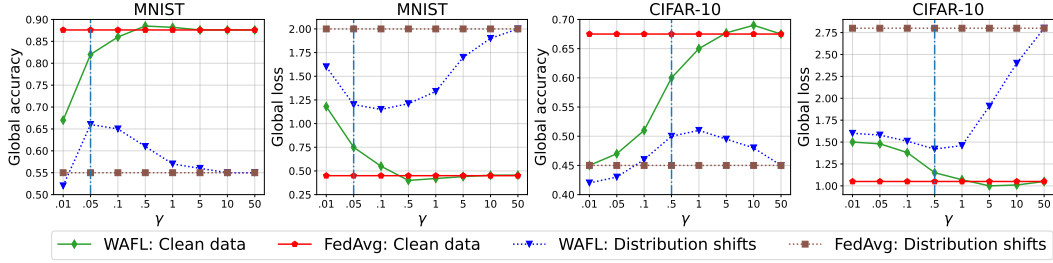 MNIST
Global accuracy
0.90
0.85
0.80
0.75
0.70
0.65
0.60
0.55
0.50
.01 .05 .1 .5 1 5 10 50
γ
MNIST
Global loss
2.00
1.75
1.50
1.25
1.00
0.75
0.50
0.25
.01 .05 .1 .5 1 5 10 50
γ
CIFAR-10
Global accuracy
0.70
0.65
0.60
0.55
0.50
0.45
0.40
.01 .05 .1 .5 1 5 10 50
γ
CIFAR-10
Global loss
2.75
2.50
2.25
2.00
1.75
1.50
1.25
1.00
.01 .05 .1 .5 1 5 10 50
γ
WAFL: Clean data FedAvg: Clean data WAFL: Distribution shifts FedAvg: Distribution shifts